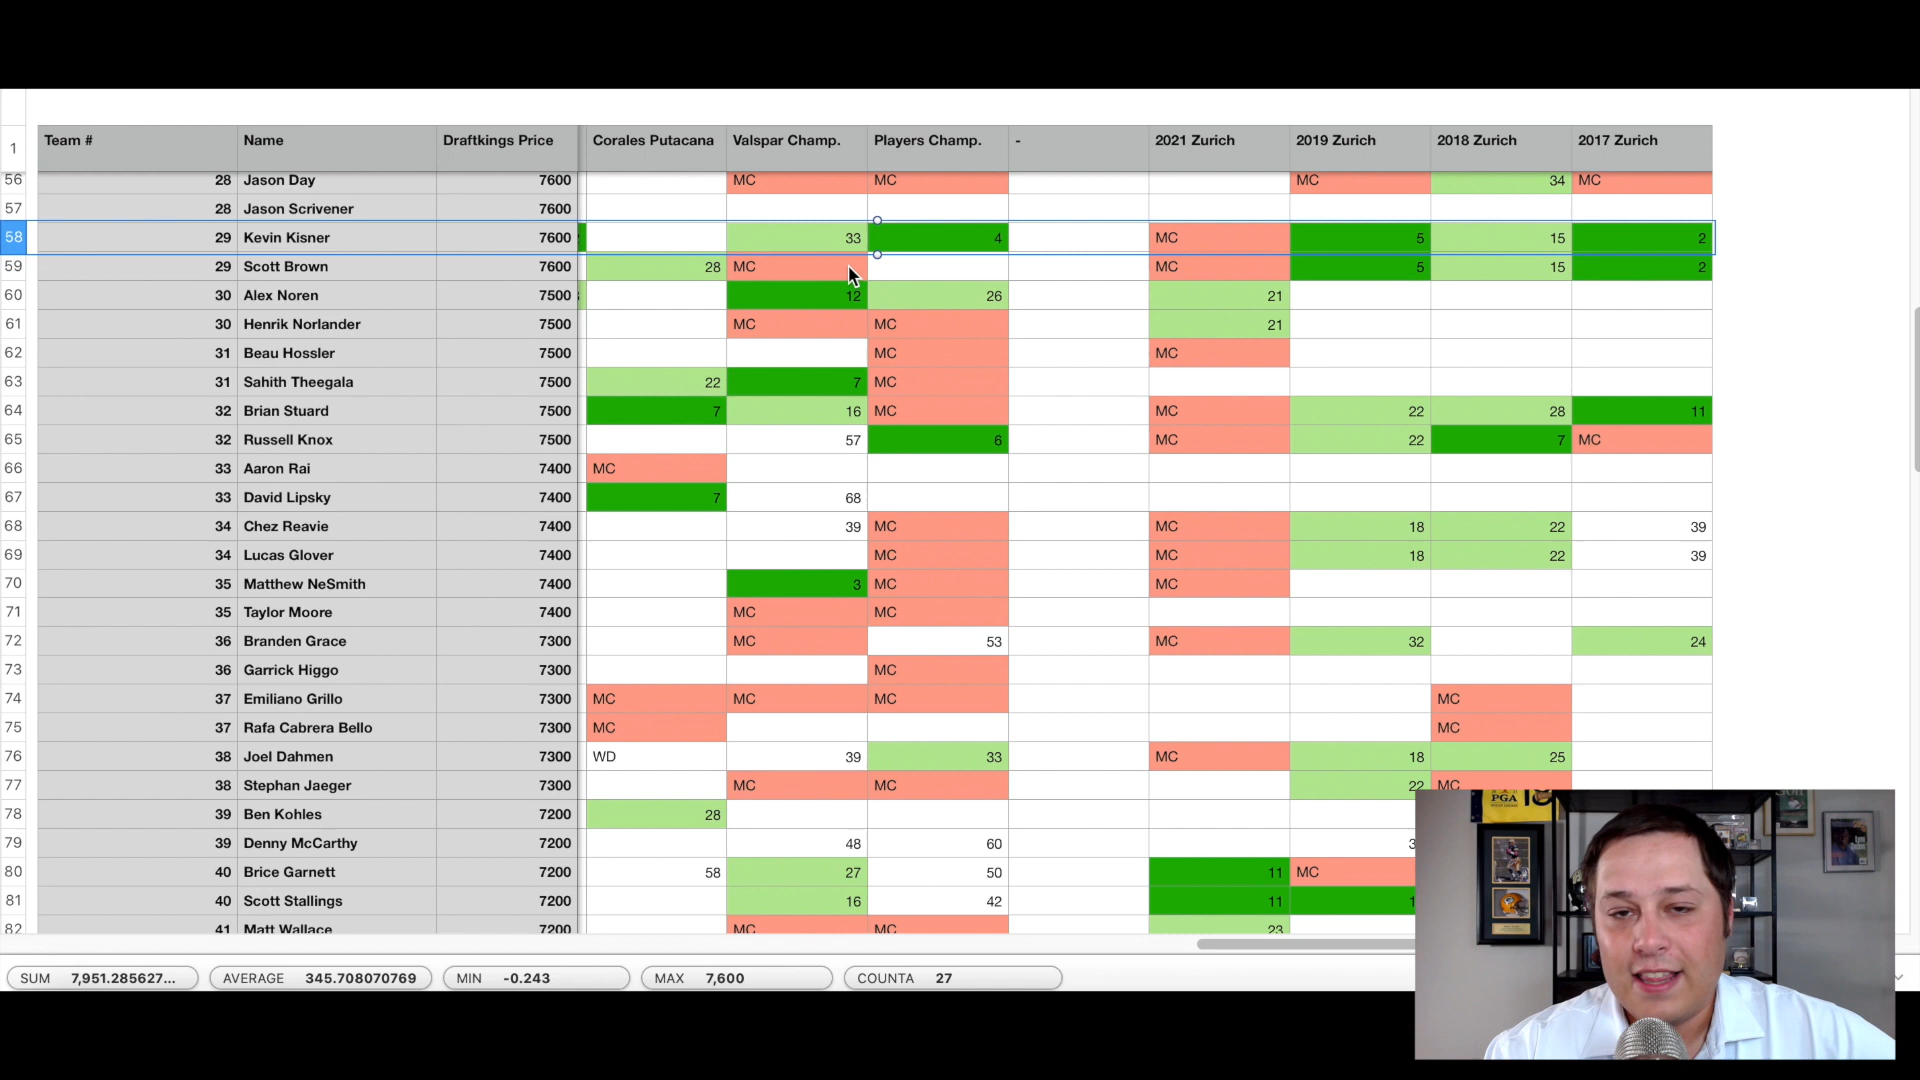 1 Team # Name Draftkings Price Corales Putacana Valspar Champ. Players Champ. - 2021 Zurich 2019 Zurich 2018 Zurich 2017 Zurich
56 28 Jason Day 7600 MC MC MC 34 MC
57 28 Jason Scrivener 7600
58 29 Kevin Kisner 7600 33 4 MC 5 15 2
59 29 Scott Brown 7600 28 MC MC 5 15 2
60 30 Alex Noren 7500 12 26 21
61 30 Henrik Norlander 7500 MC MC 21
62 31 Beau Hossler 7500 MC MC
63 31 Sahith Theegala 7500 22 7 MC
64 32 Brian Stuard 7500 7 16 MC MC 22 28 11
65 32 Russell Knox 7500 57 6 MC 22 7 MC
66 33 Aaron Rai 7400 MC
67 33 David Lipsky 7400 7 68
68 34 Chez Reavie 7400 39 MC MC 18 22 39
69 34 Lucas Glover 7400 MC MC 18 22 39
70 35 Matthew NeSmith 7400 3 MC MC
71 35 Taylor Moore 7400 MC MC
72 36 Branden Grace 7300 MC 53 MC 32 24
73 36 Garrick Higgo 7300 MC
74 37 Emiliano Grillo 7300 MC MC MC MC
75 37 Rafa Cabrera Bello 7300 MC MC
76 38 Joel Dahmen 7300 WD 39 33 MC 18 25
77 38 Stephan Jaeger 7300 MC MC 22 MC
78 39 Ben Kohles 7200 28
79 39 Denny McCarthy 7200 48 60
80 40 Brice Garnett 7200 58 27 50 11 MC
81 40 Scott Stallings 7200 16 42 11
82 41 Matt Wallace 7200 MC MC 23
SUM 7,951.285627... AVERAGE 345.708070769 MIN -0.243 MAX 7,600 COUNTA 27
PGA